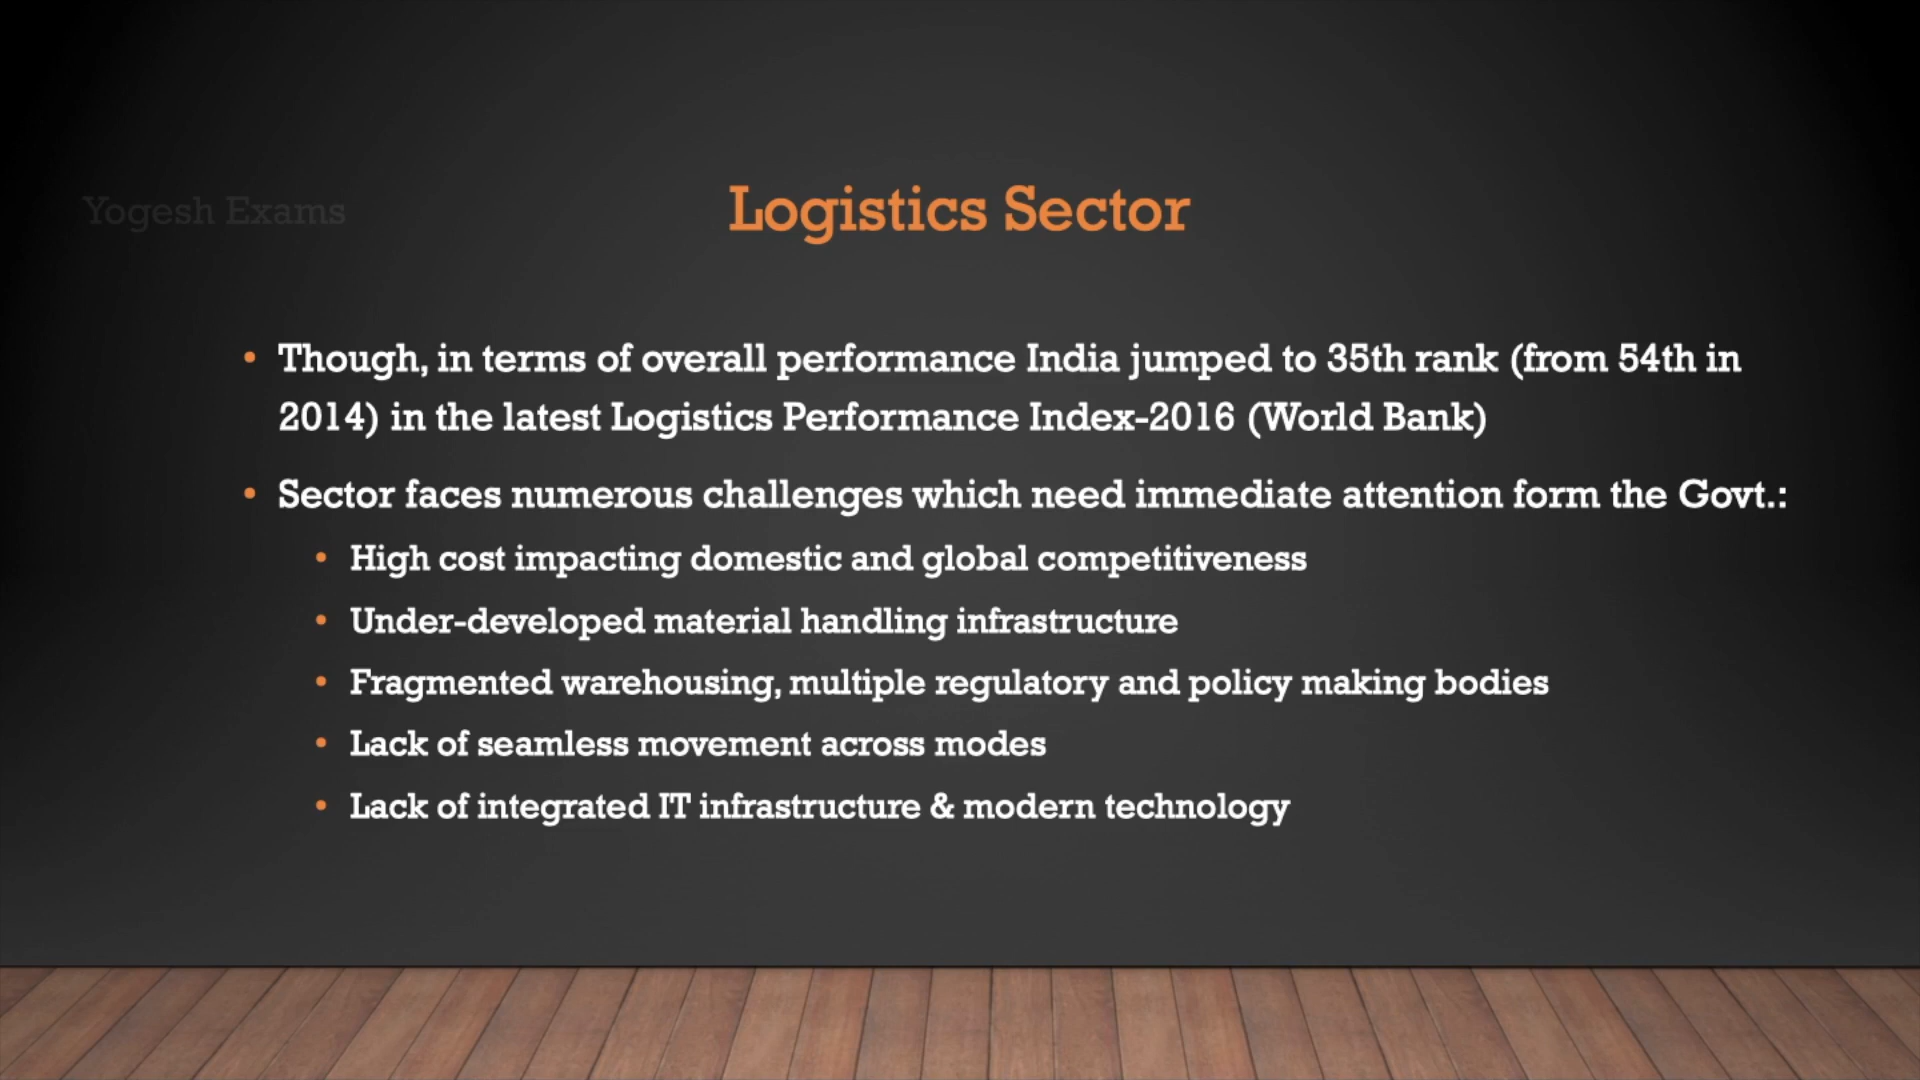 Yogesh Exams
Logistics Sector
• Though, in terms of overall performance India jumped to 35th rank (from 54th in
2014) in the latest Logistics Performance Index-2016 (World Bank)
• Sector faces numerous challenges which need immediate attention form the Govt.:
• High cost impacting domestic and global competitiveness
• Under-developed material handling infrastructure
• Fragmented warehousing, multiple regulatory and policy making bodies
• Lack of seamless movement across modes
• Lack of integrated IT infrastructure & modern technology